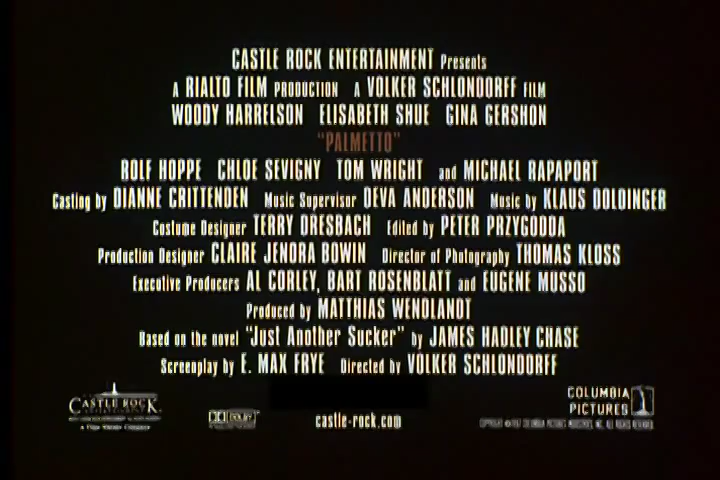 CASTLE ROCK ENTERTAINMENT Presents
A RIALTO FILM PRODUCTION A VOLKER SCHLONDORFF FILM
WOODY HARRELSON ELISABETH SHUE GINA GERSHON
"PALMETTO"
ROLF HOPPE CHLOE SEVIGNY TOM WRIGHT and MICHAEL RAPAPORT
Casting by DIANNE CRITTENDEN Music Supervisor DEVA ANDERSON Music by KLAUS DOLDINGER
Costume Designer TERRY DRESBACH Edited by PETER PRZYGODDA
Production Designer CLAIRE JENORA BOWIN Director of Photography THOMAS KLOSS
Executive Producers AL CORLEY, BART ROSENBLATT and EUGENE MUSSO
Produced by MATTHIAS WENDLANDT
Based on the novel "Just Another Sucker" by JAMES HADLEY CHASE
Screenplay by E. MAX FRYE Directed by VOLKER SCHLONDORFF
CASTLE ROCK
DOLBY
castle-rock.com
COLUMBIA
PICTURES